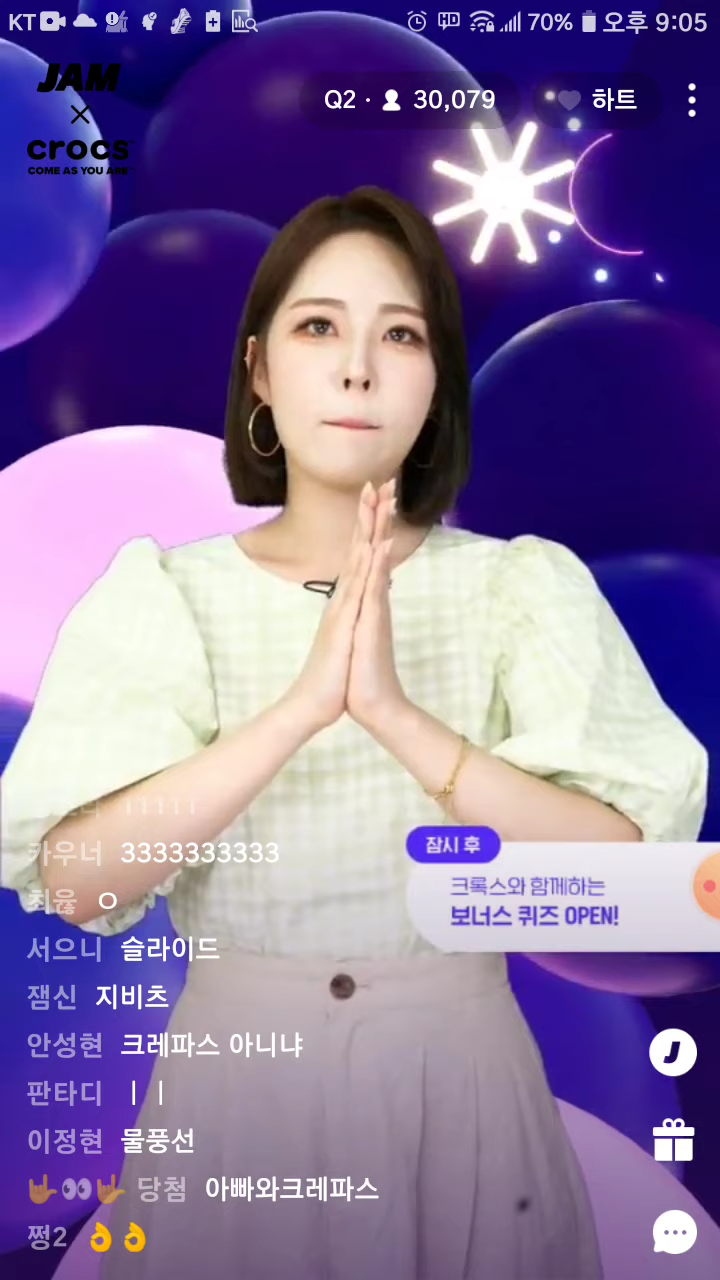 KT 70% 오후 9:05
JAM
×
crocs™
COME AS YOU ARE™
Q2 · 30,079
하트
카우너 3333333333
최윦 ㅇ
서으니 슬라이드
잼신 지비츠
안성현 크레파스 아니냐
판타디 ㅣㅣ
이정현 물풍선
당첨 아빠와크레파스
쩡2
잠시 후
크록스와 함께하는
보너스 퀴즈 OPEN!
J